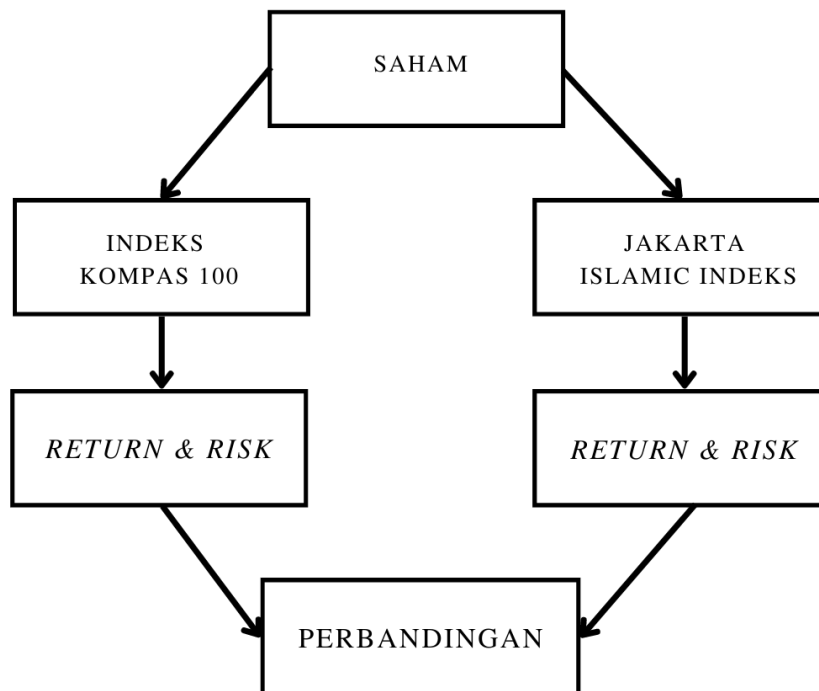 SAHAM
INDEKS
KOMPAS 100
JAKARTA
ISLAMIC INDEKS
RETURN & RISK
RETURN & RISK
PERBANDINGAN